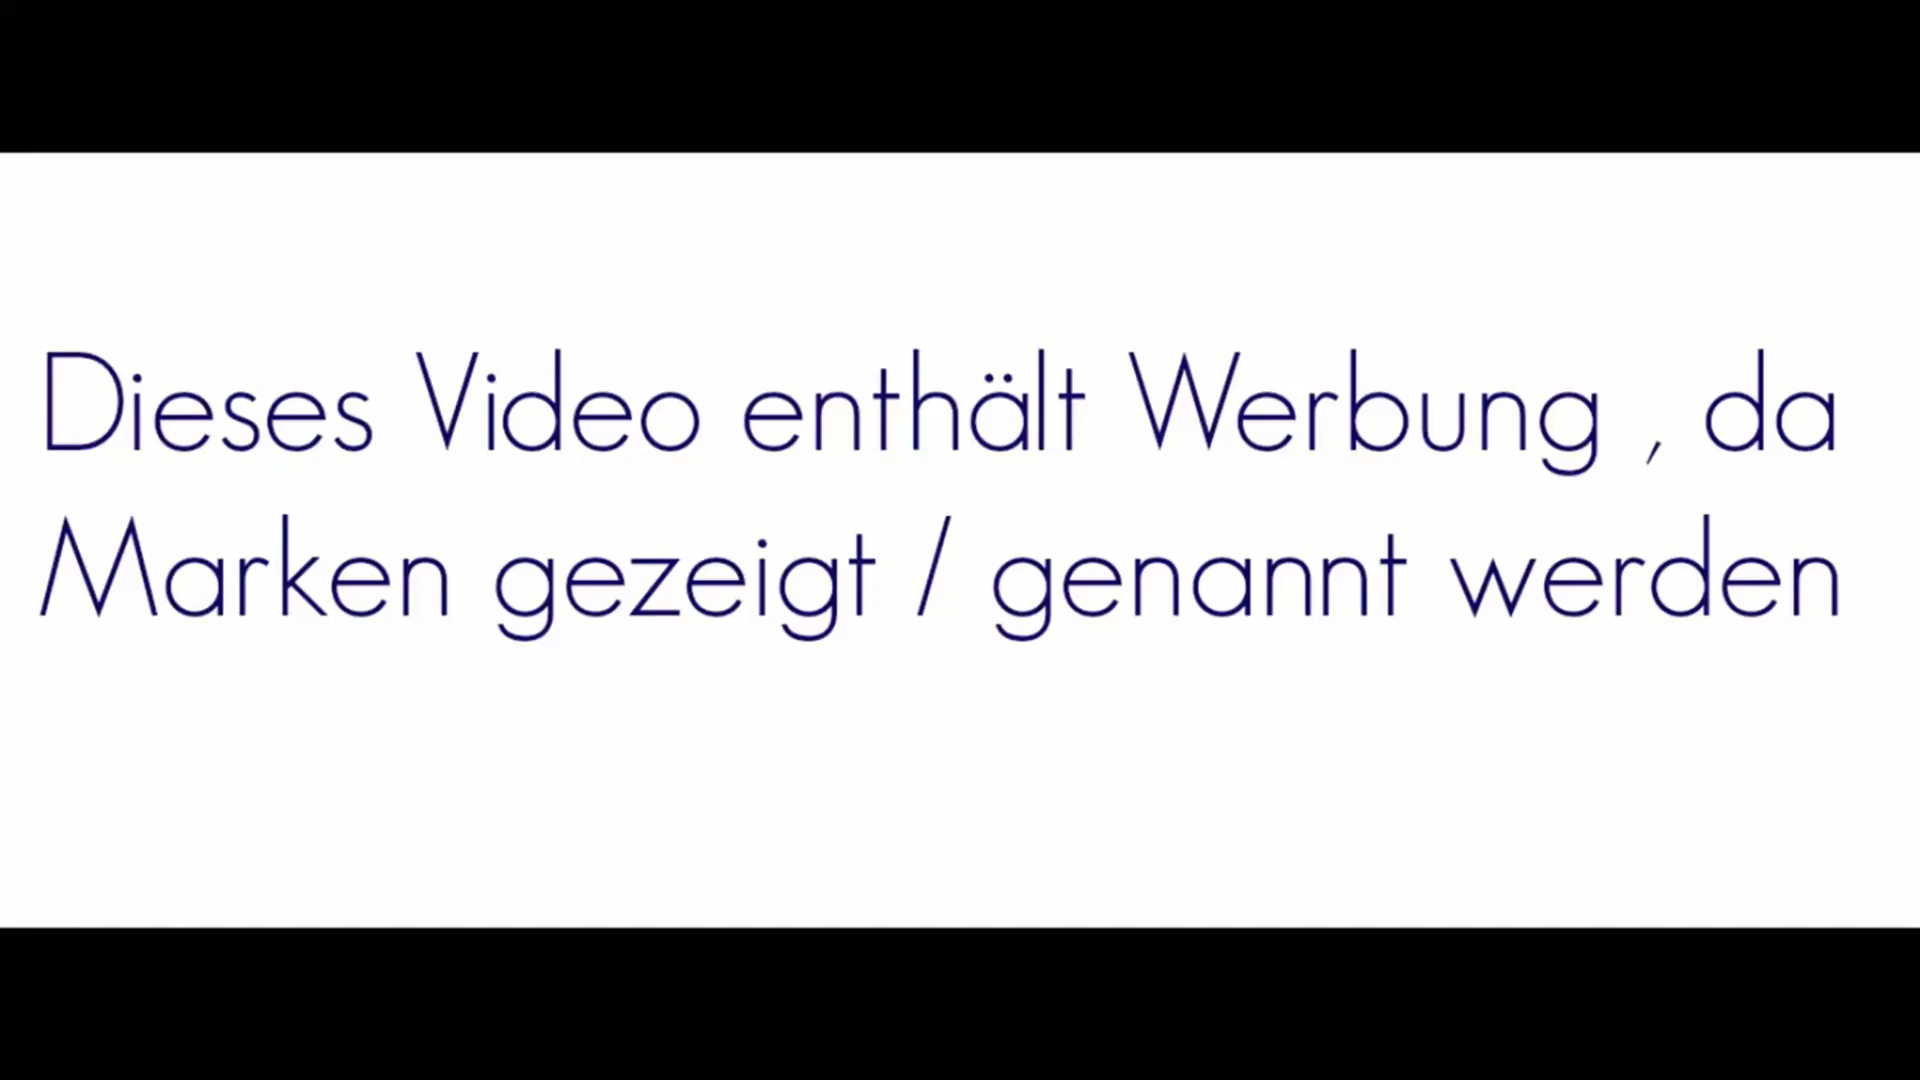 Dieses Video enthält Werbung , da
Marken gezeigt / genannt werden